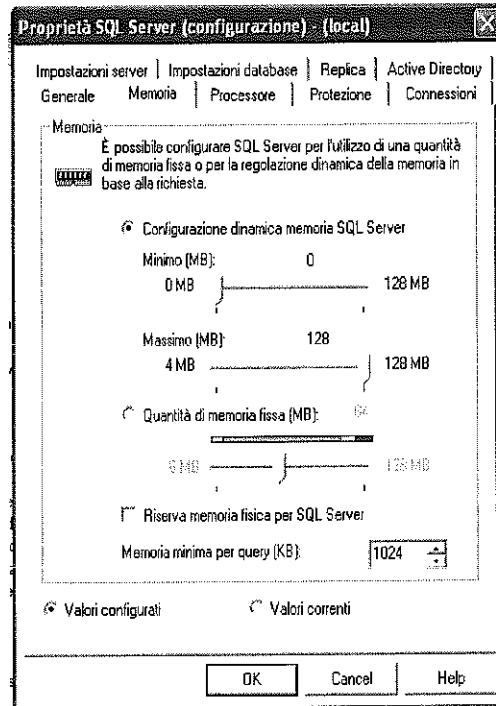 Proprietà SQL Server (configurazione) - (local)
Impostazioni server Impostazioni database Replica Active Directory
Generale Memoria Processore Protezione Connessioni
Memoria
È possibile configurare SQL Server per l'utilizzo di una quantità
di memoria fissa o per la regolazione dinamica della memoria in
base alla richiesta.
Configurazione dinamica memoria SQL Server
Minimo (MB): 0
0 MB 128 MB
Massimo (MB): 128
4 MB 128 MB
Quantità di memoria fissa (MB): 64
128 MB
Riserva memoria fisica per SQL Server
Memoria minima per query (KB): 1024
Valori configurati Valori correnti
OK Cancel Help